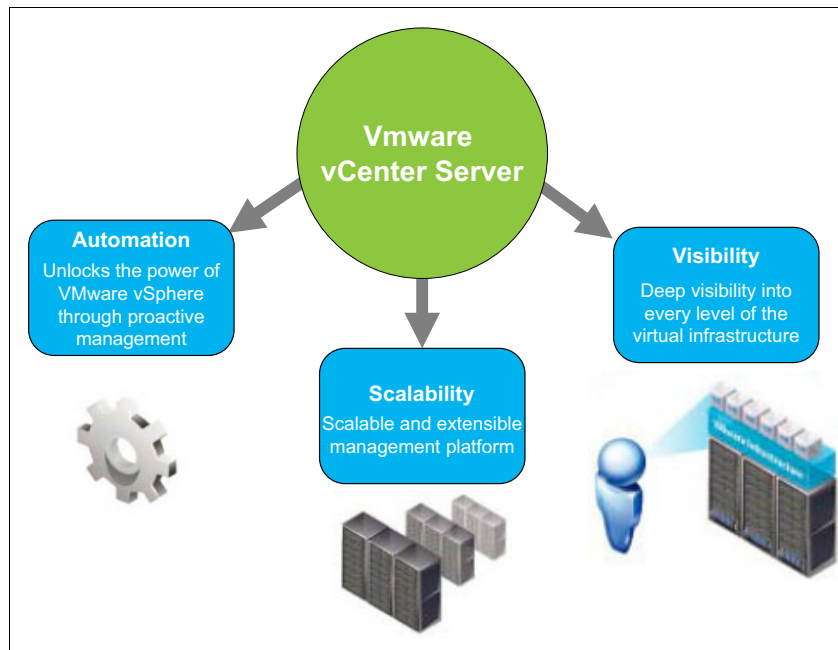 Vmware
vCenter Server
Automation
Unlocks the power of
VMware vSphere
through proactive
management
Scalability
Scalable and extensible
management platform
Visibility
Deep visibility into
every level of the
virtual infrastructure